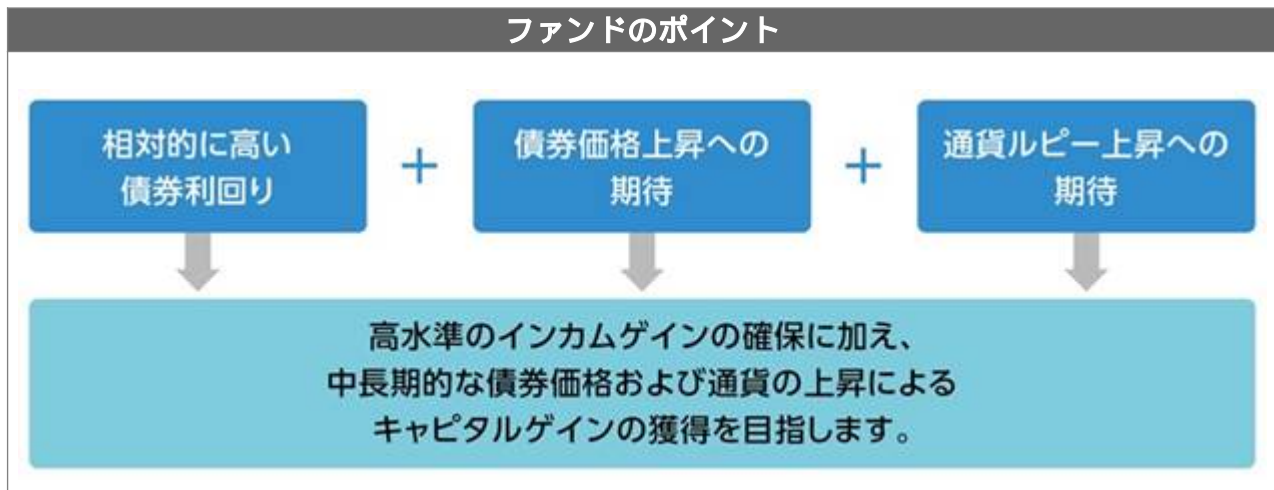 ファンドのポイント
相対的に高い
債券利回り
+
債券価格上昇への
期待
+
通貨ルピー上昇への
期待
高水準のインカムゲインの確保に加え、
中長期的な債券価格および通貨の上昇による
キャピタルゲインの獲得を目指します。